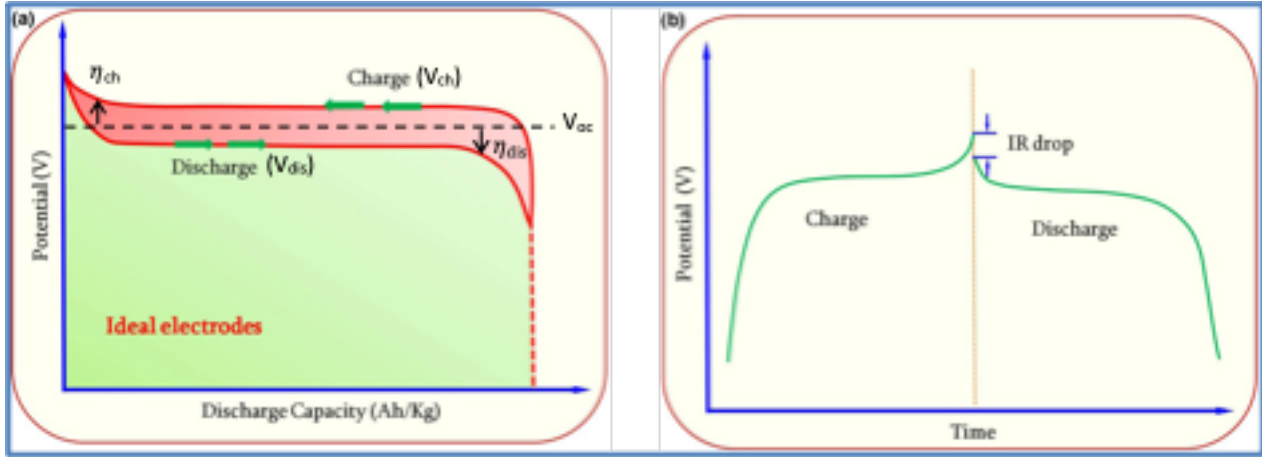 (a)
ηch
Charge (Vch)
Voc
Discharge (Vdis)
ηdis
Potential (V)
Ideal electrodes
Discharge Capacity (Ah/Kg)
(b)
IR drop
Charge
Discharge
Potential (V)
Time